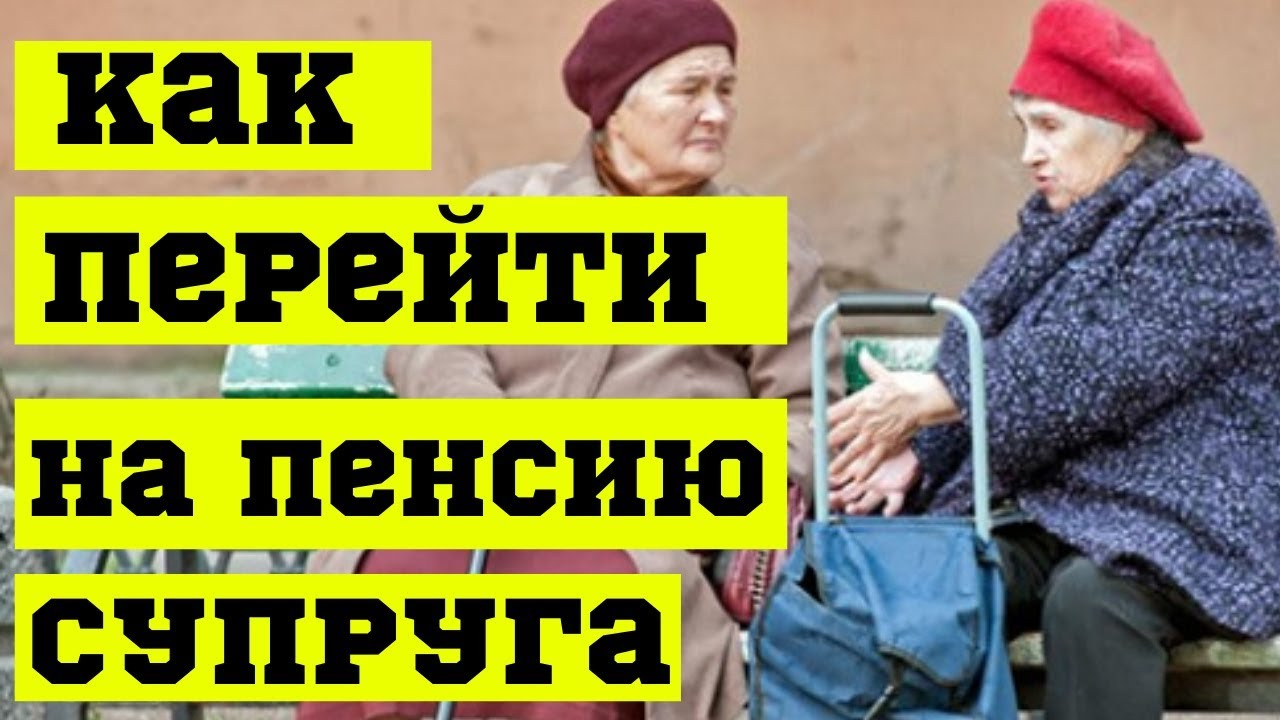 как
перейти
на пенсию
супруга